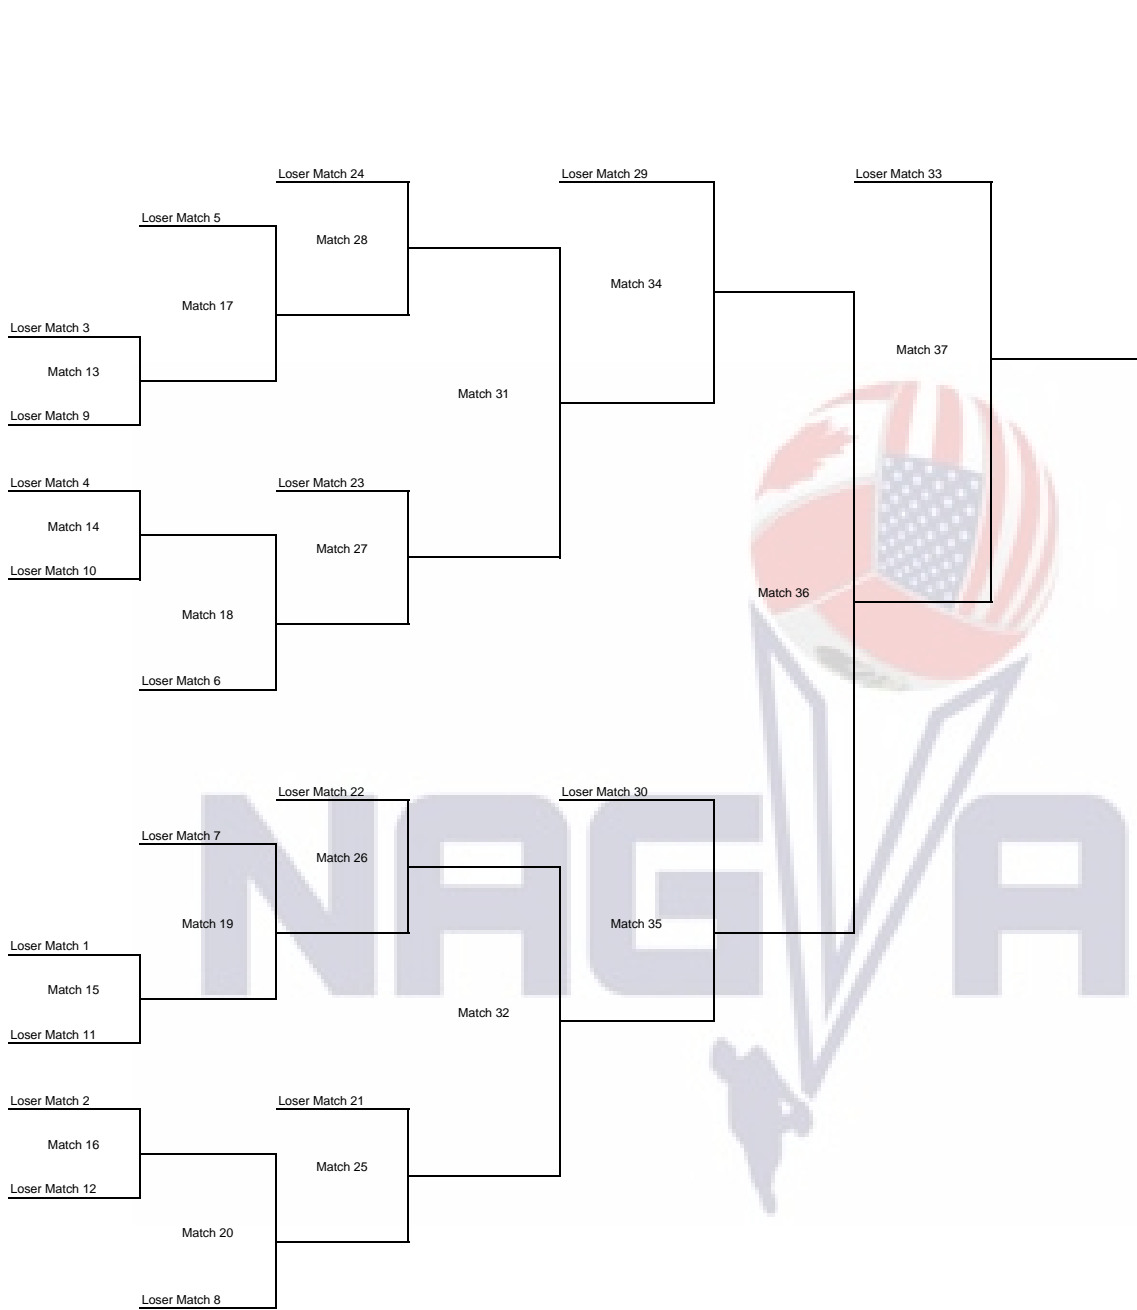 Loser Match 24
Loser Match 29
Loser Match 33
Loser Match 5
Match 28
Match 34
Match 17
Loser Match 3
Match 37
Match 13
Match 31
Loser Match 9
Loser Match 4
Loser Match 23
Match 14
Match 27
Loser Match 10
Match 36
Match 18
Loser Match 6
Loser Match 22
Loser Match 30
Loser Match 7
Match 26
Match 19
Match 35
NAGVA
Loser Match 1
Match 15
Match 32
Loser Match 11
Loser Match 2
Loser Match 21
Match 16
Match 25
Loser Match 12
Match 20
Loser Match 8